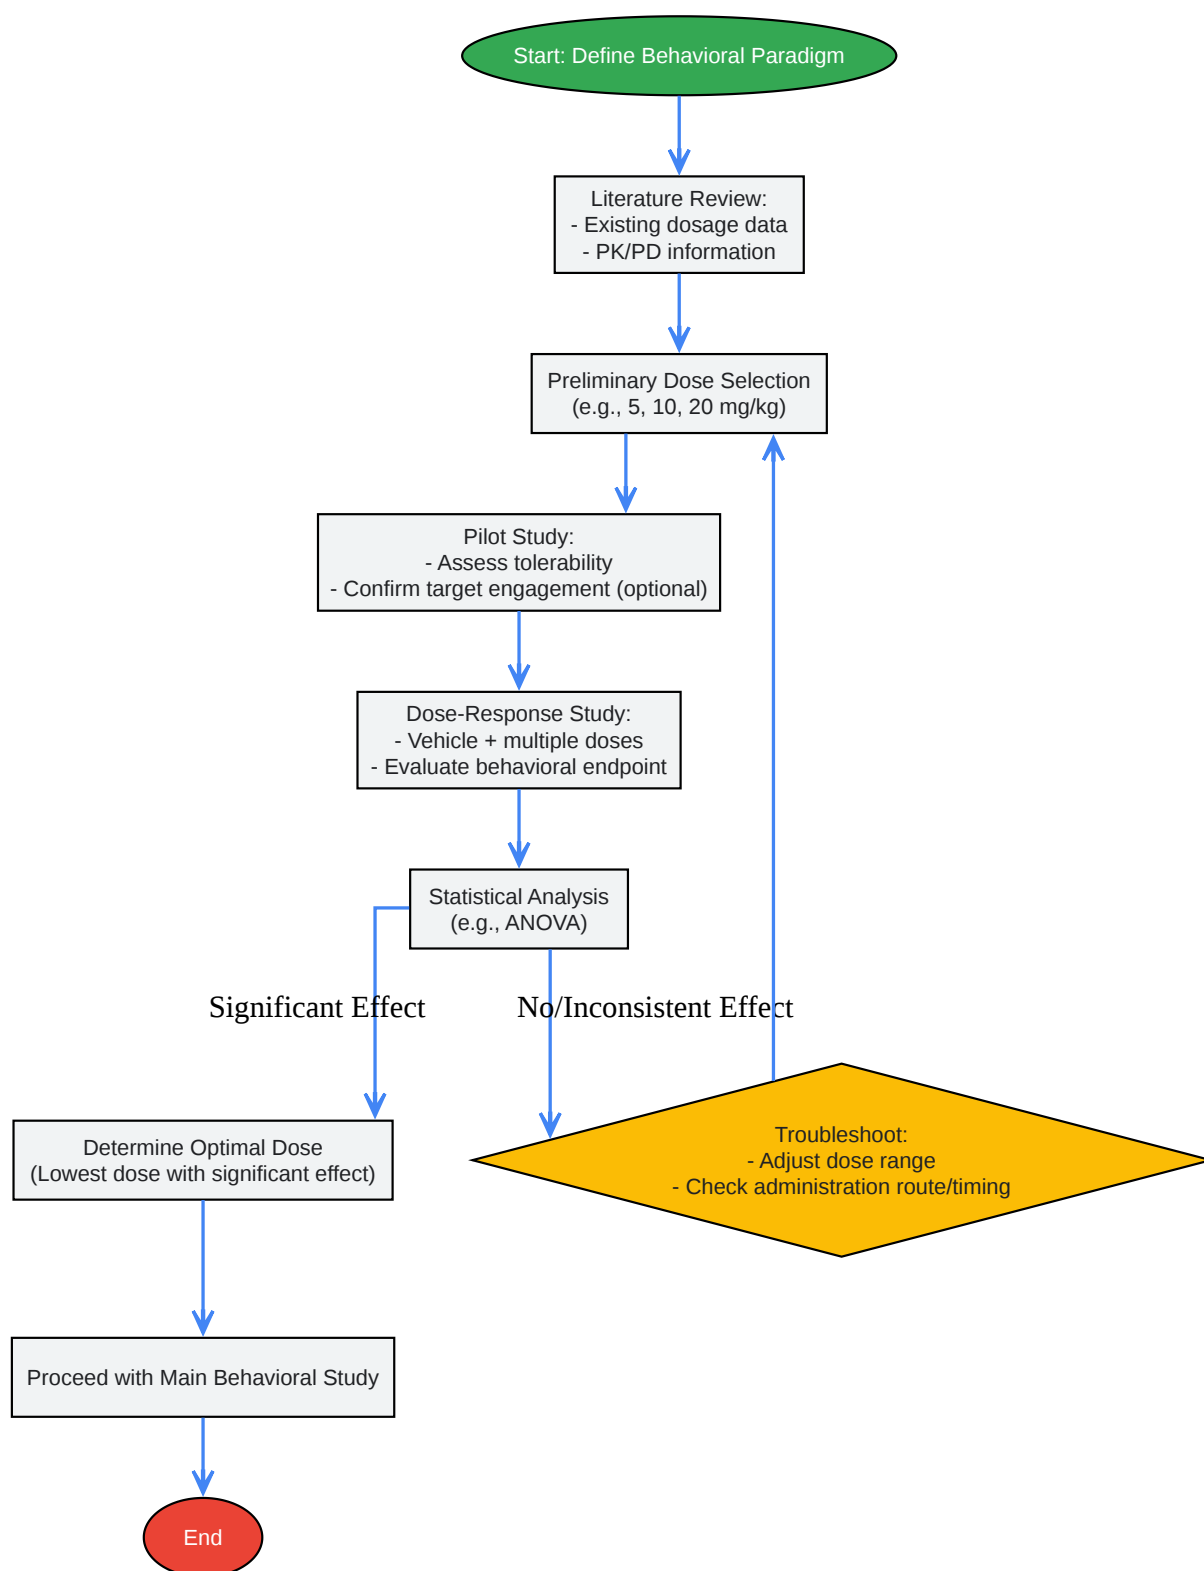 Start: Define Behavioral Paradigm
Literature Review:
- Existing dosage data
- PK/PD information
Preliminary Dose Selection
(e.g., 5, 10, 20 mg/kg)
Pilot Study:
- Assess tolerability
- Confirm target engagement (optional)
Dose-Response Study:
- Vehicle + multiple doses
- Evaluate behavioral endpoint
Statistical Analysis
(e.g., ANOVA)
Significant Effect
No/Inconsistent Effect
Determine Optimal Dose
(Lowest dose with significant effect)
Troubleshoot:
- Adjust dose range
- Check administration route/timing
Proceed with Main Behavioral Study
End